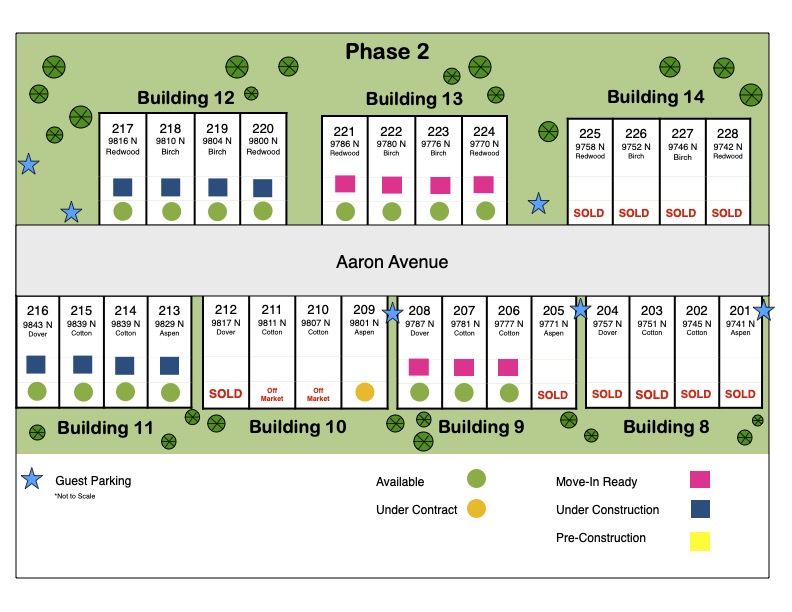 Phase 2
Building 12
Building 13
Building 14
217 218 219 220 221 222 223 224 225 226 227 228
9816 N 9810 N 9804 N 9800 N 9786 N 9780 N 9776 N 9770 N 9758 N 9752 N 9746 N 9742 N
Redwood Birch Birch Redwood Redwood Birch Birch Redwood Redwood Birch Birch Redwood
SOLD SOLD SOLD SOLD
Aaron Avenue
216 215 214 213 212 211 210 209 208 207 206 205 204 203 202 201
9843 N 9839 N 9839 N 9829 N 9817 N 9811 N 9807 N 9801 N 9787 N 9781 N 9777 N 9771 N 9757 N 9751 N 9745 N 9741 N
Dover Cotton Cotton Aspen Dover Cotton Cotton Aspen Dover Cotton Cotton Aspen Dover Cotton Cotton Aspen
SOLD Off Market Off Market SOLD SOLD SOLD SOLD SOLD
Building 11
Building 10
Building 9
Building 8
Guest Parking
*Not to Scale
Available
Under Contract
Move-In Ready
Under Construction
Pre-Construction